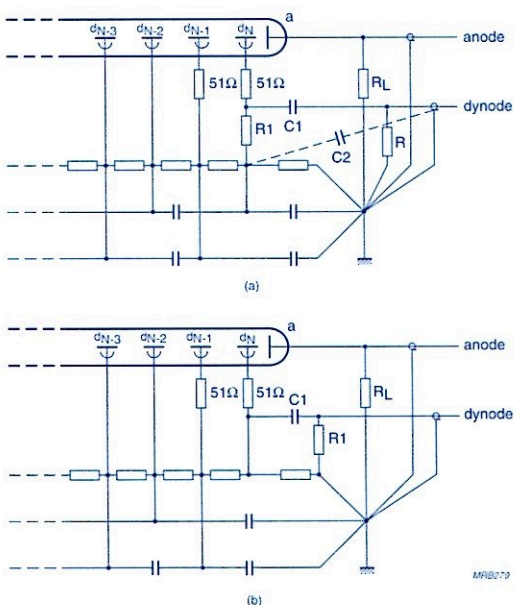 a
dN-3 dN-2 dN-1 dN
anode
51Ω 51Ω
RL
dynode
C1
R1
C2
R
(a)
a
dN-3 dN-2 dN-1 dN
anode
51Ω 51Ω
C1
RL
dynode
R1
MRB279
(b)